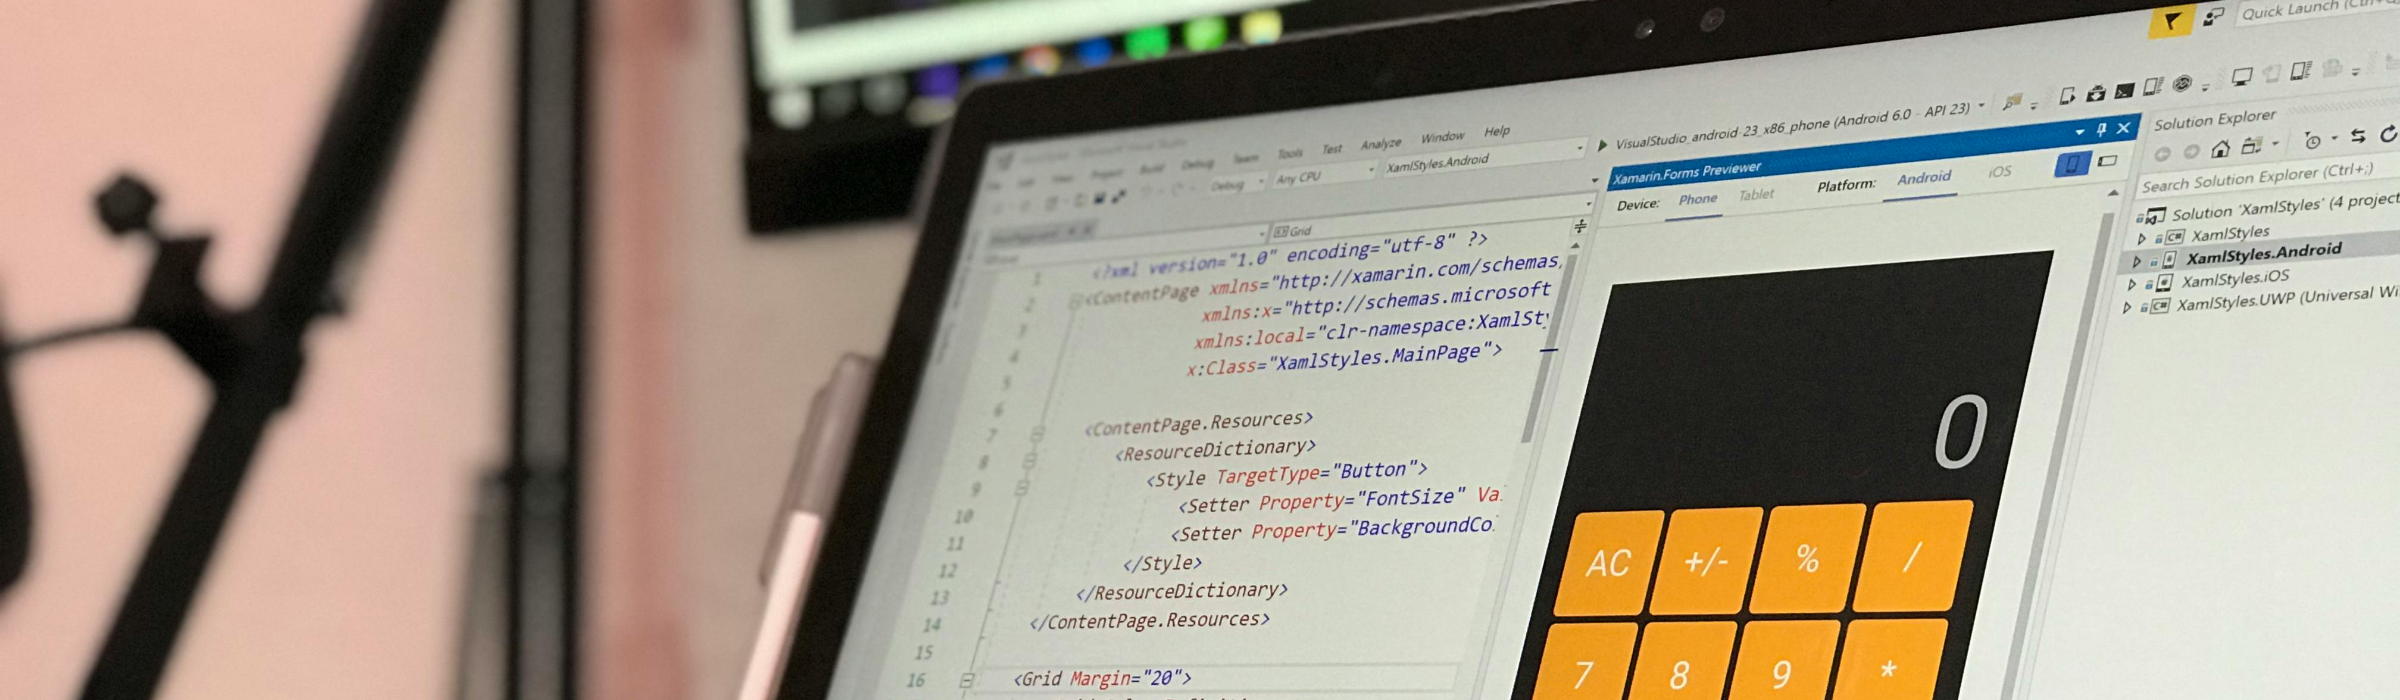 Quick Launch (Ctrl+Q
Build Debug Team Tools Test Analyze Window Help
Debug Any CPU XamlStyles.Android
VisualStudio_android-23_x86_phone (Android 6.0 - API 23)
Grid
1 <?xml version="1.0" encoding="utf-8" ?>
2 <ContentPage xmlns="http://xamarin.com/schemas,
3 xmlns:x="http://schemas.microsoft
4 xmlns:local="clr-namespace:XamlSty
5 x:Class="XamlStyles.MainPage">
6
7 <ContentPage.Resources>
8 <ResourceDictionary>
9 <Style TargetType="Button">
10 <Setter Property="FontSize" Va
11 <Setter Property="BackgroundCo
12 </Style>
13 </ResourceDictionary>
14 </ContentPage.Resources>
15
16 <Grid Margin="20">
Xamarin.Forms Previewer
Device: Phone Tablet Platform: Android iOS
0
AC +/- % /
7 8 9 *
Solution Explorer
Search Solution Explorer (Ctrl+;)
Solution 'XamlStyles' (4 project
C# XamlStyles
XamlStyles.Android
XamlStyles.iOS
C# XamlStyles.UWP (Universal Wi